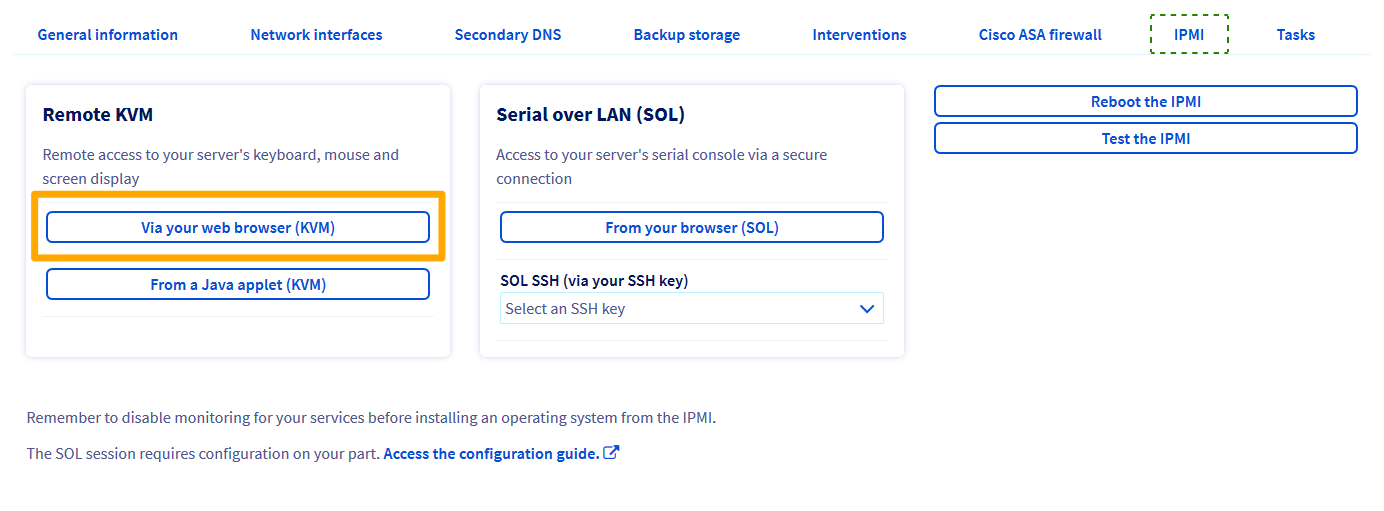 General information
Network interfaces
Secondary DNS
Backup storage
Interventions
Cisco ASA firewall
IPMI
Tasks
Remote KVM
Remote access to your server's keyboard, mouse and
screen display
Via your web browser (KVM)
From a Java applet (KVM)
Serial over LAN (SOL)
Access to your server's serial console via a secure
connection
From your browser (SOL)
SOL SSH (via your SSH key)
Select an SSH key
Reboot the IPMI
Test the IPMI
Remember to disable monitoring for your services before installing an operating system from the IPMI.
The SOL session requires configuration on your part. Access the configuration guide.